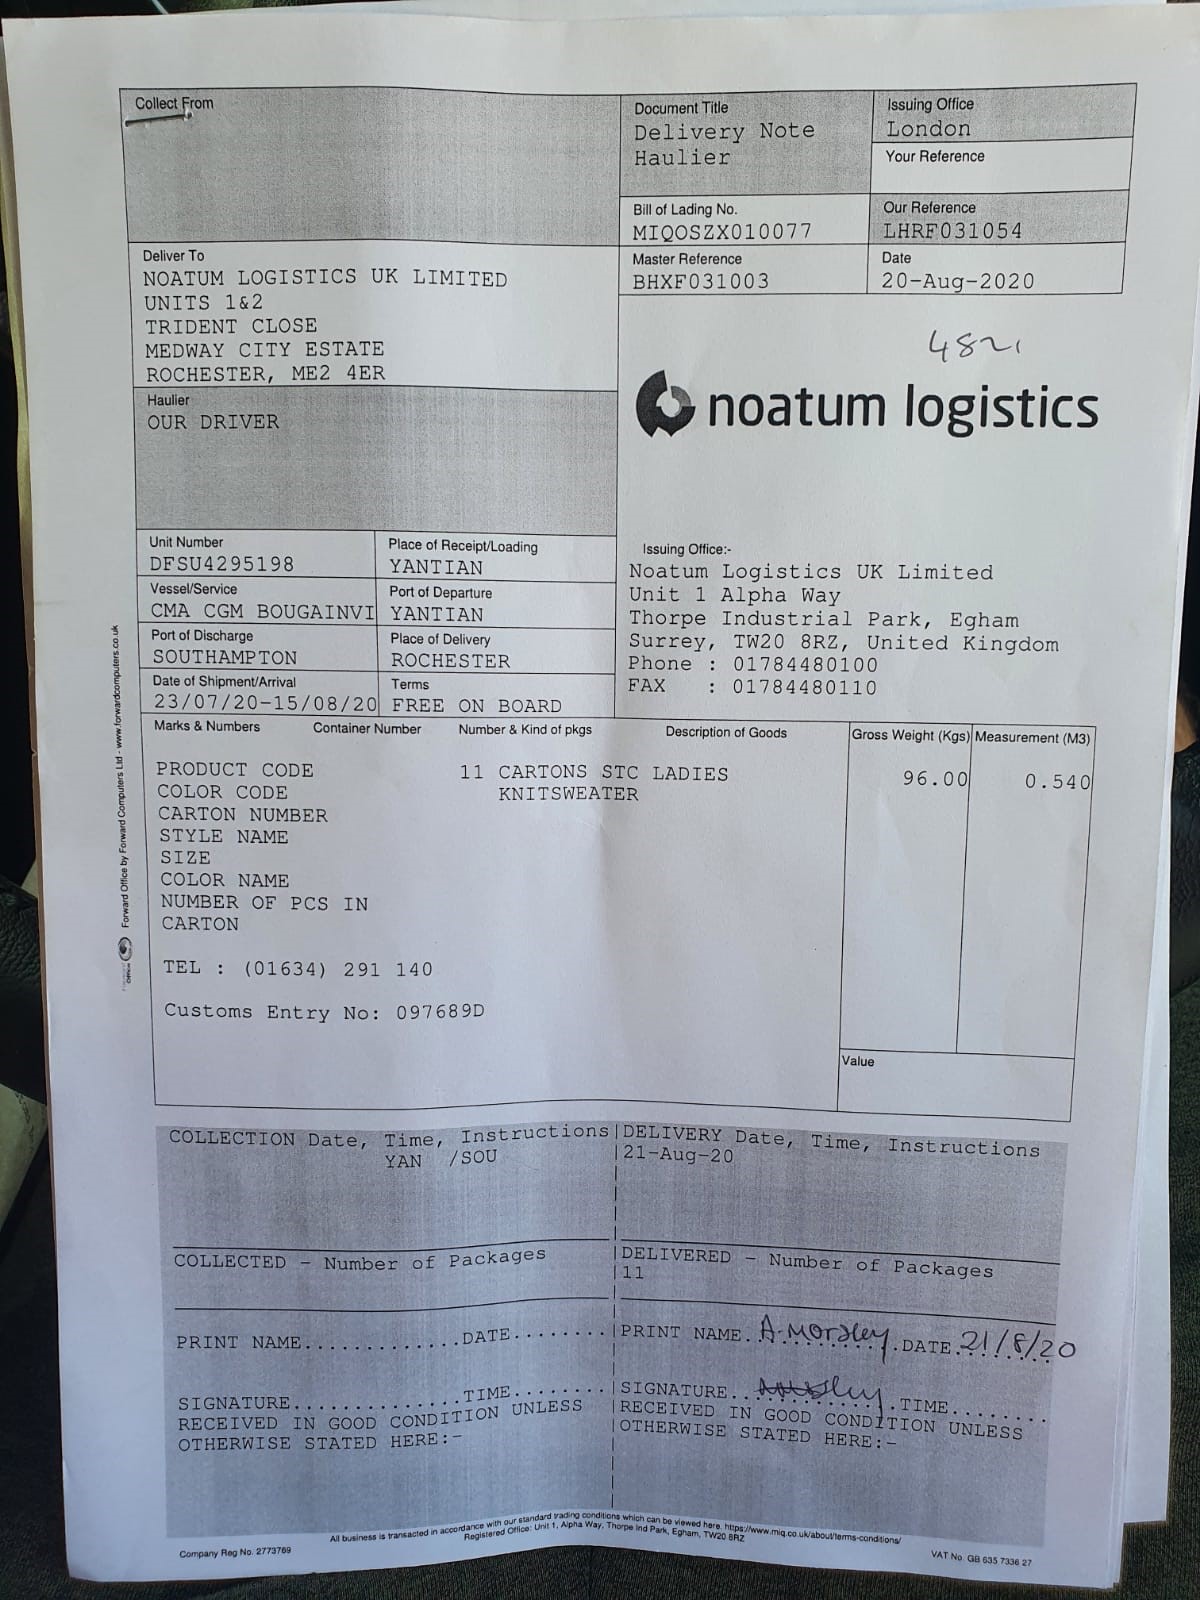 Collect From
Document Title
Delivery Note
Haulier
Issuing Office
London
Your Reference
Bill of Lading No.
MIQOSZX010077
Our Reference
LHRF031054
Master Reference
BHXF031003
Date
20-Aug-2020
Deliver To
NOATUM LOGISTICS UK LIMITED
UNITS 1&2
TRIDENT CLOSE
MEDWAY CITY ESTATE
ROCHESTER, ME2 4ER
4821
noatum logistics
Haulier
OUR DRIVER
Unit Number
DFSU4295198
Place of Receipt/Loading
YANTIAN
Vessel/Service
CMA CGM BOUGAINVI
Port of Departure
YANTIAN
Port of Discharge
SOUTHAMPTON
Place of Delivery
ROCHESTER
Date of Shipment/Arrival
23/07/20-15/08/20
Terms
FREE ON BOARD
Issuing Office:-
Noatum Logistics UK Limited
Unit 1 Alpha Way
Thorpe Industrial Park, Egham
Surrey, TW20 8RZ, United Kingdom
Phone : 01784480100
FAX : 01784480110
Marks & Numbers Container Number Number & Kind of pkgs Description of Goods Gross Weight (Kgs) Measurement (M3)
PRODUCT CODE 11 CARTONS STC LADIES 96.00 0.540
COLOR CODE KNITSWEATER
CARTON NUMBER
STYLE NAME
SIZE
COLOR NAME
NUMBER OF PCS IN
CARTON
TEL : (01634) 291 140
Customs Entry No: 097689D
Value
Forward Office by Forward Computers Ltd - www.forwardcomputers.co.uk
COLLECTION Date, Time, Instructions
YAN /SOU
DELIVERY Date, Time, Instructions
21-Aug-20
COLLECTED - Number of Packages
DELIVERED - Number of Packages
11
PRINT NAME.............DATE........
PRINT NAME. A.Morsley .DATE. 21/8/20
SIGNATURE..............TIME........
RECEIVED IN GOOD CONDITION UNLESS
OTHERWISE STATED HERE:-
SIGNATURE.. .TIME........
RECEIVED IN GOOD CONDITION UNLESS
OTHERWISE STATED HERE:-
All business is transacted in accordance with our standard trading conditions which can be viewed here. https://www.miq.co.uk/about/terms-conditions/
Registered Office: Unit 1, Alpha Way, Thorpe Ind Park, Egham, TW20 8RZ
Company Reg No. 2773769
VAT No. GB 635 7336 27